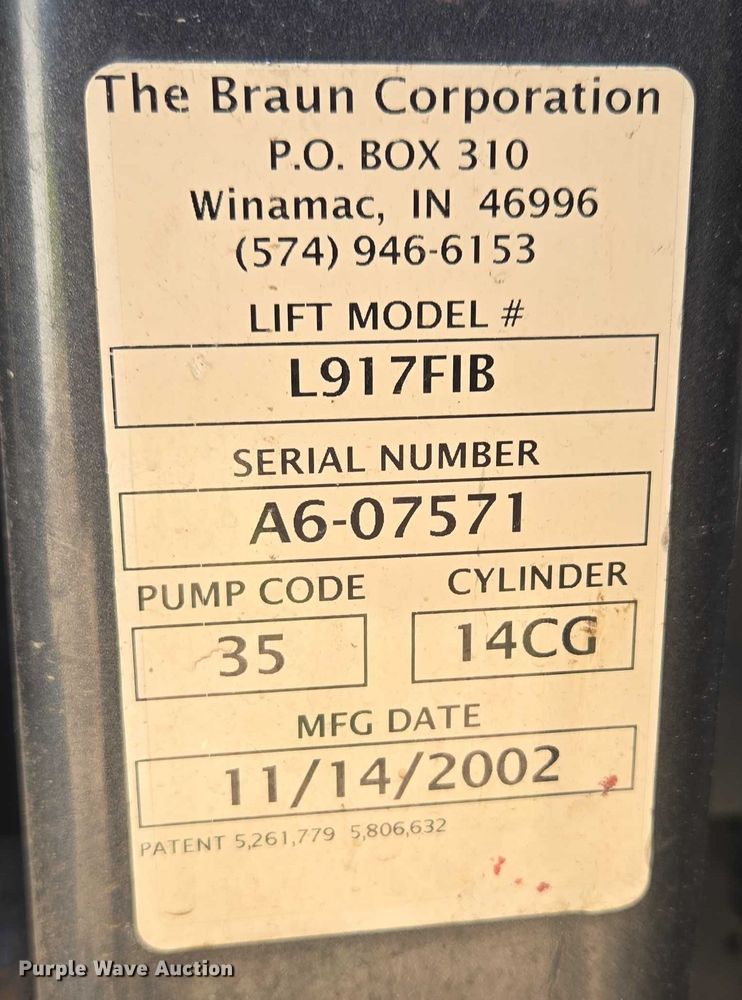 The Braun Corporation
P.O. BOX 310
Winamac, IN 46996
(574) 946-6153
LIFT MODEL #
L917FIB
SERIAL NUMBER
A6-07571
PUMP CODE CYLINDER
35 14CG
MFG DATE
11/14/2002
PATENT 5,261,779 5,806,632
Purple Wave Auction